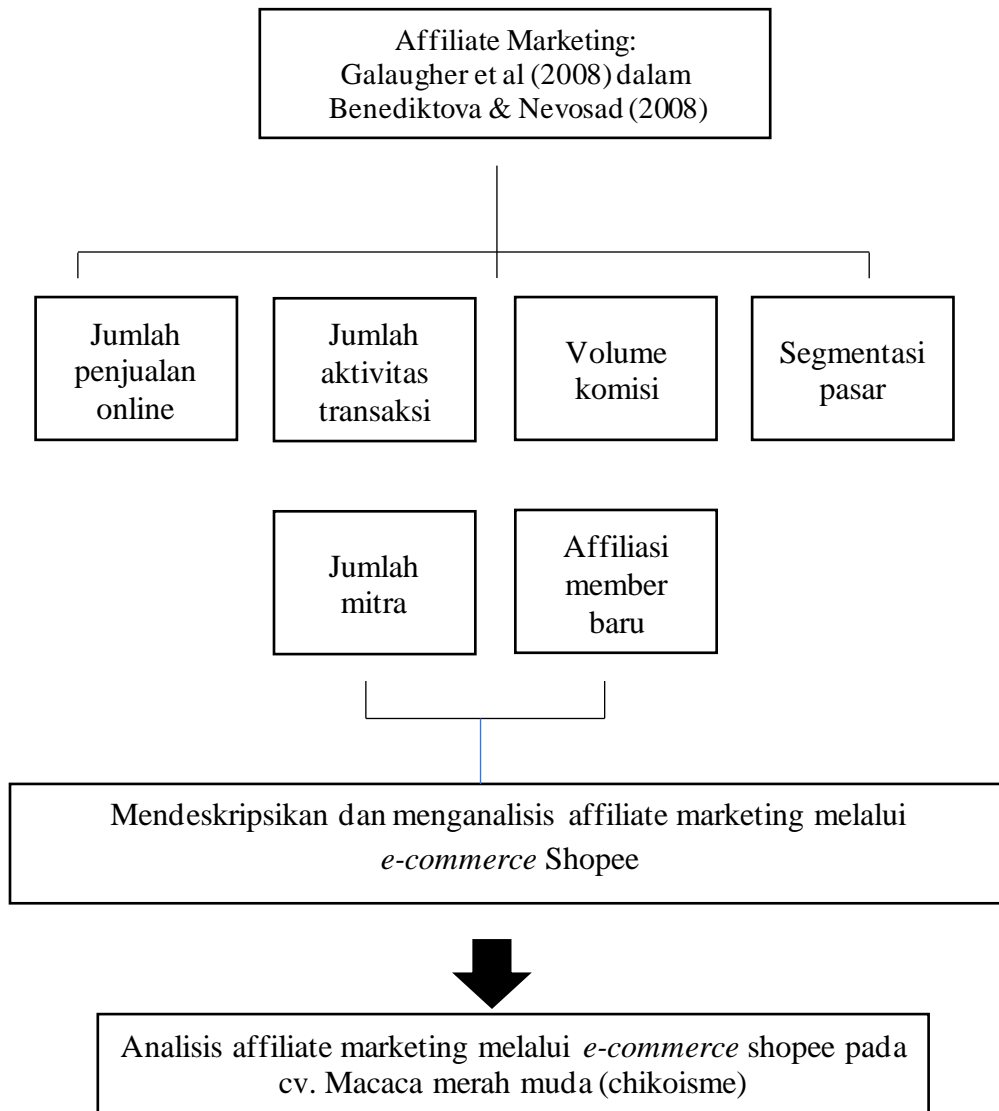 Affiliate Marketing:
Galaugher et al (2008) dalam
Benediktova & Nevosad (2008)
Jumlah
penjualan
online
Jumlah
aktivitas
transaksi
Volume
komisi
Segmentasi
pasar
Jumlah
mitra
Affiliasi
member
baru
Mendeskripsikan dan menganalisis affiliate marketing melalui
e-commerce Shopee
Analisis affiliate marketing melalui e-commerce shopee pada
cv. Macaca merah muda (chikoisme)